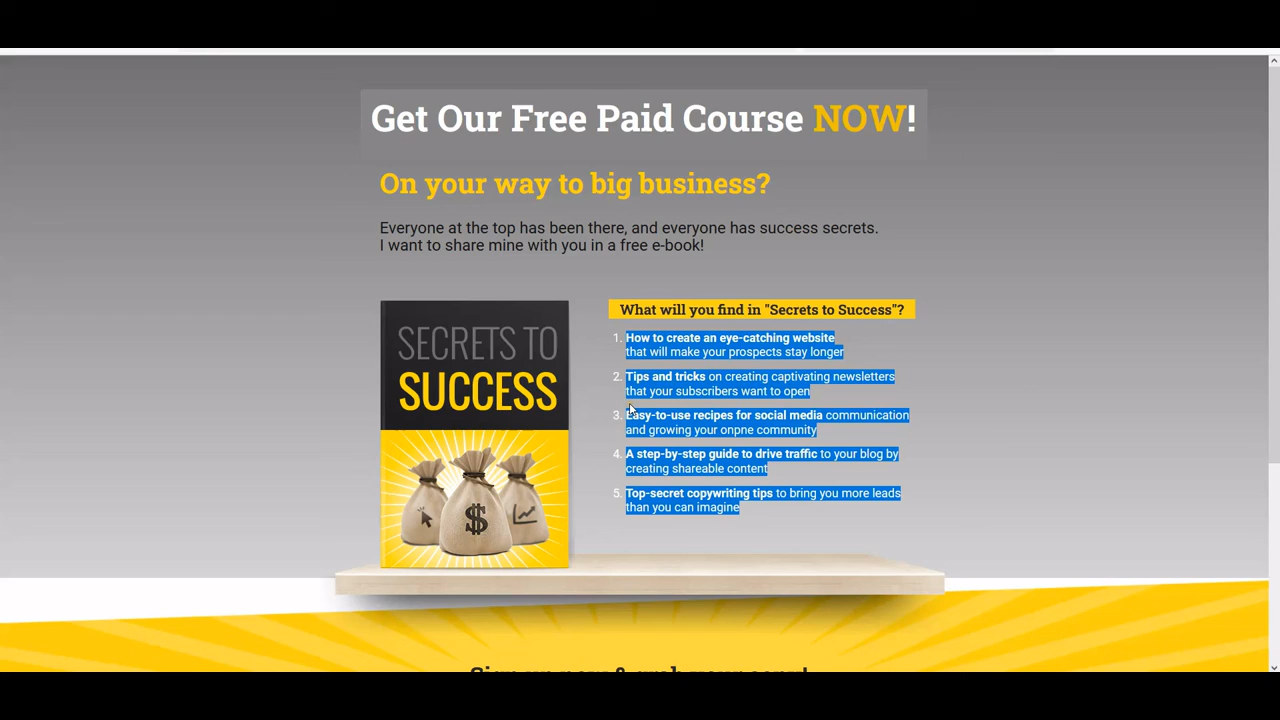 Get Our Free Paid Course NOW!
On your way to big business?
Everyone at the top has been there, and everyone has success secrets.
I want to share mine with you in a free e-book!
SECRETS TO
SUCCESS
$
What will you find in "Secrets to Success"?
1. How to create an eye-catching website
that will make your prospects stay longer
2. Tips and tricks on creating captivating newsletters
that your subscribers want to open
3. Easy-to-use recipes for social media communication
and growing your onpne community
4. A step-by-step guide to drive traffic to your blog by
creating shareable content
5. Top-secret copywriting tips to bring you more leads
than you can imagine
Sign up now & grab your copy!